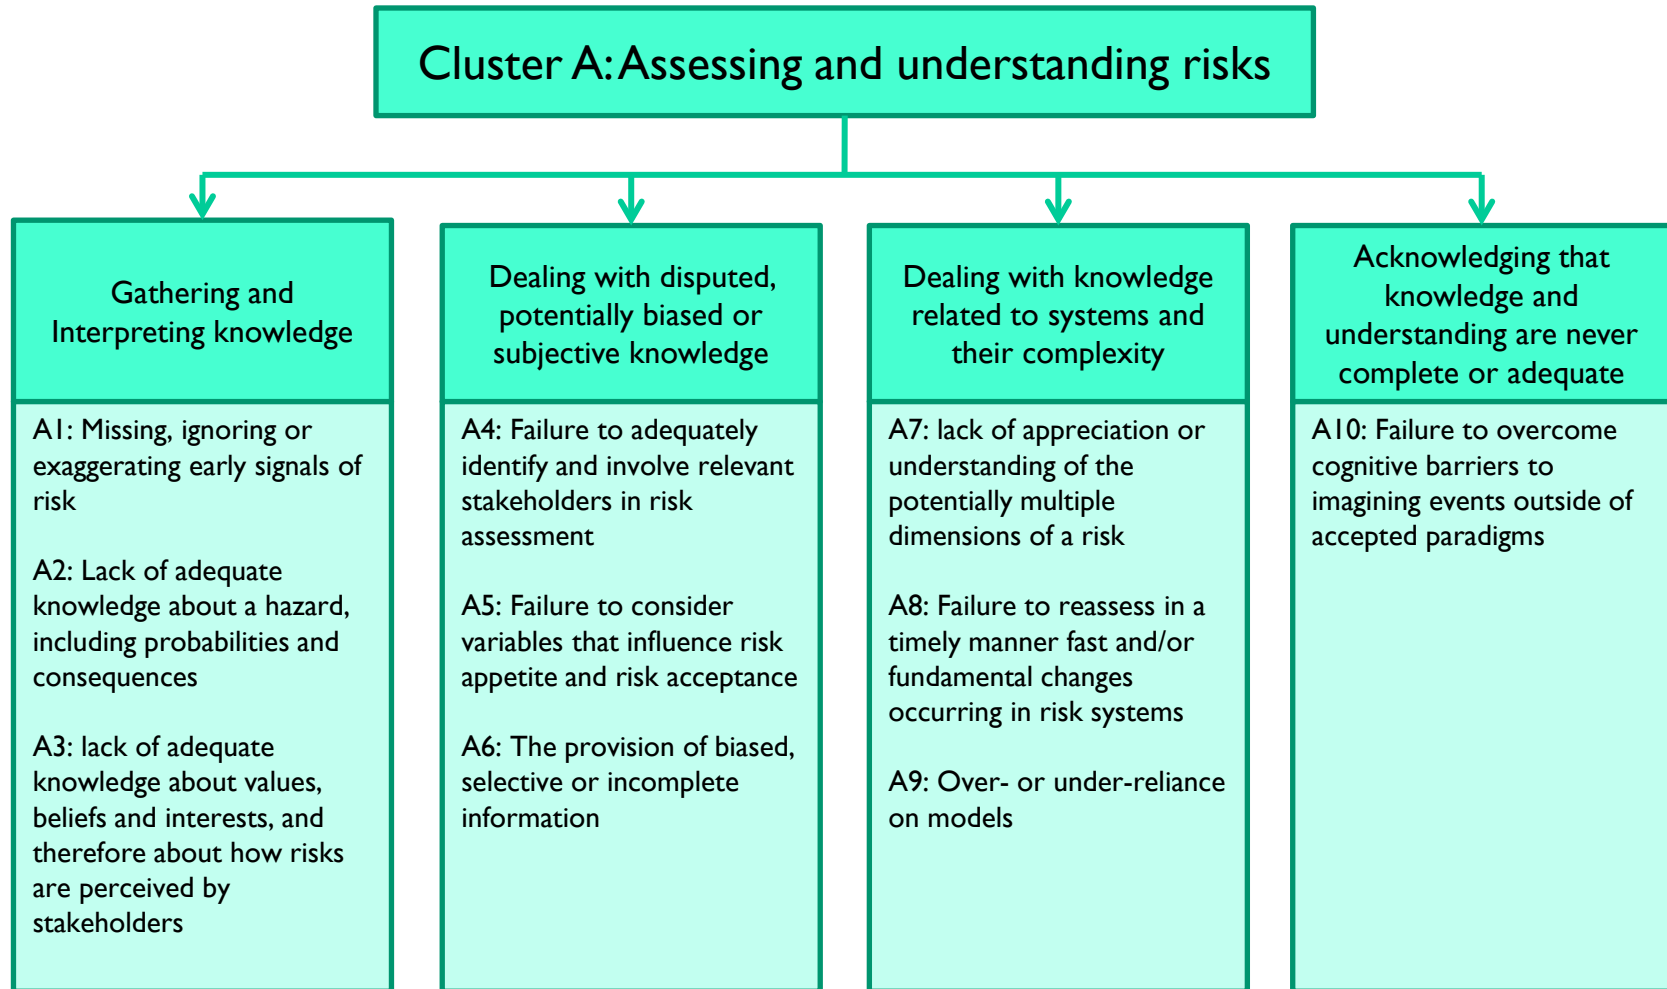 Cluster A: Assessing and understanding risks
Gathering and
Interpreting knowledge
A1: Missing, ignoring or
exaggerating early signals of
risk
A2: Lack of adequate
knowledge about a hazard,
including probabilities and
consequences
A3: lack of adequate
knowledge about values,
beliefs and interests, and
therefore about how risks
are perceived by
stakeholders
Dealing with disputed,
potentially biased or
subjective knowledge
A4: Failure to adequately
identify and involve relevant
stakeholders in risk
assessment
A5: Failure to consider
variables that influence risk
appetite and risk acceptance
A6: The provision of biased,
selective or incomplete
information
Dealing with knowledge
related to systems and
their complexity
A7: lack of appreciation or
understanding of the
potentially multiple
dimensions of a risk
A8: Failure to reassess in a
timely manner fast and/or
fundamental changes
occurring in risk systems
A9: Over- or under-reliance
on models
Acknowledging that
knowledge and
understanding are never
complete or adequate
A10: Failure to overcome
cognitive barriers to
imagining events outside of
accepted paradigms